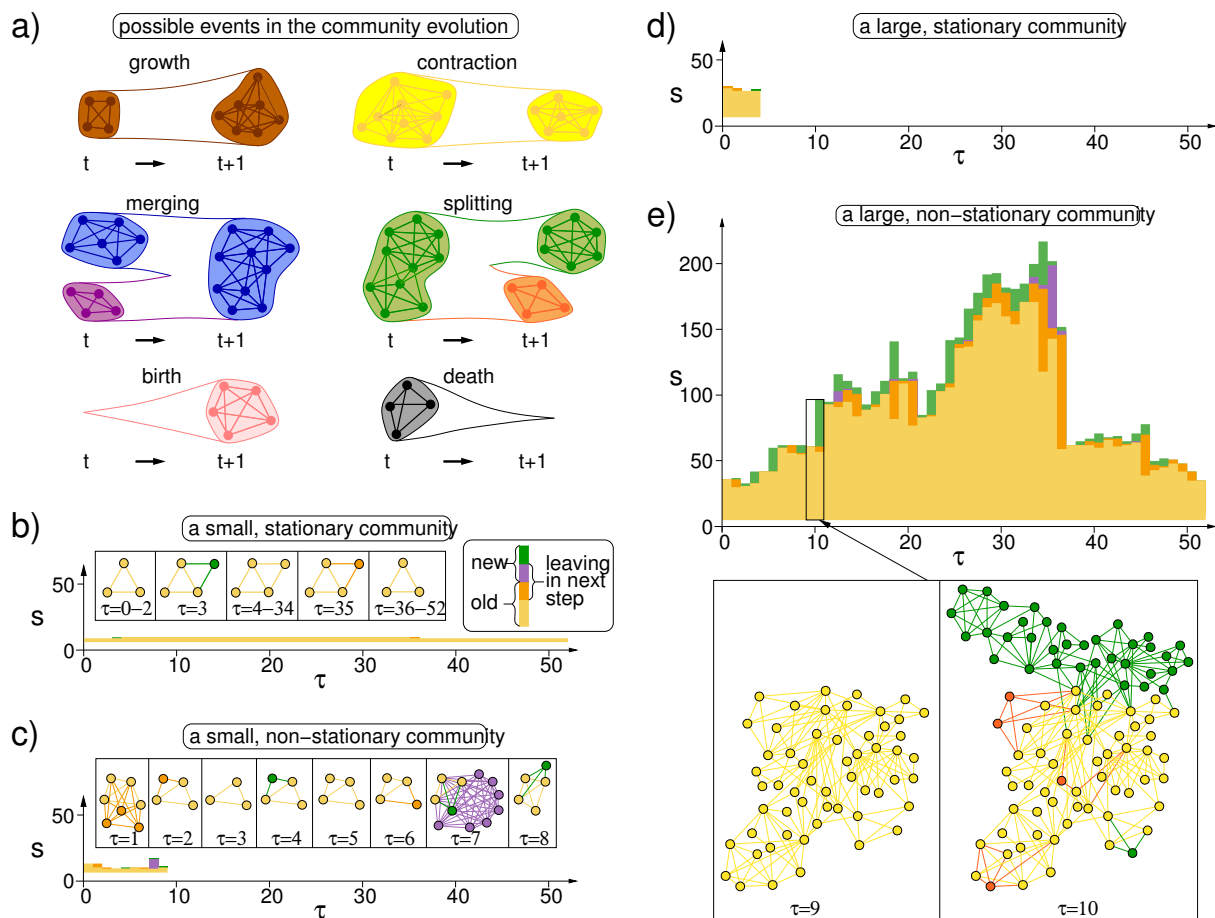 a)
possible events in the community evolution
growth
contraction
t
t+1
t
t+1
merging
splitting
t
t+1
t
t+1
birth
death
t
t+1
t
t+1
b)
a small, stationary community
s
50
0
τ=0−2
τ=3
τ=4−34
τ=35
τ=36−52
new
old
leaving
in next
step
0
10
20
30
40
50
τ
c)
a small, non−stationary community
s
50
0
τ=1
τ=2
τ=3
τ=4
τ=5
τ=6
τ=7
τ=8
0
10
20
30
40
50
τ
d)
a large, stationary community
s
50
0
0
10
20
30
40
50
τ
e)
a large, non−stationary community
s
200
150
100
50
0
0
10
20
30
40
50
τ
τ=9
τ=10